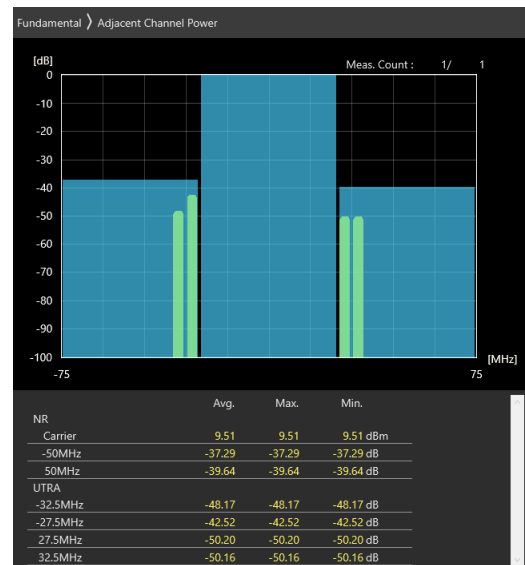 Fundamental 〉 Adjacent Channel Power
[dB]
Meas. Count : 1/ 1
0
-10
-20
-30
-40
-50
-60
-70
-80
-90
-100
[MHz]
-75 75
Avg. Max. Min.
NR
Carrier 9.51 9.51 9.51 dBm
-50MHz -37.29 -37.29 -37.29 dB
50MHz -39.64 -39.64 -39.64 dB
UTRA
-32.5MHz -48.17 -48.17 -48.17 dB
-27.5MHz -42.52 -42.52 -42.52 dB
27.5MHz -50.20 -50.20 -50.20 dB
32.5MHz -50.16 -50.16 -50.16 dB